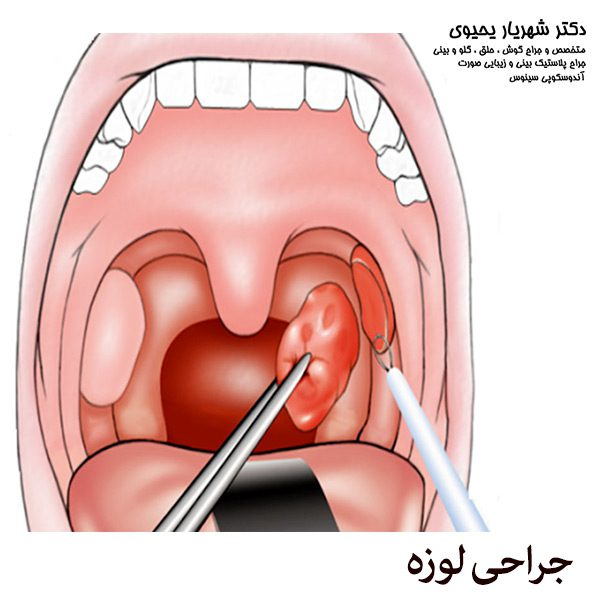 دکتر شهریار یحیوی
متخصص و جراح گوش ، حلق ، گلو و بینی
جراح پلاستیک بینی و زیبایی صورت
آندوسکوپی سینوس
جراحی لوزه